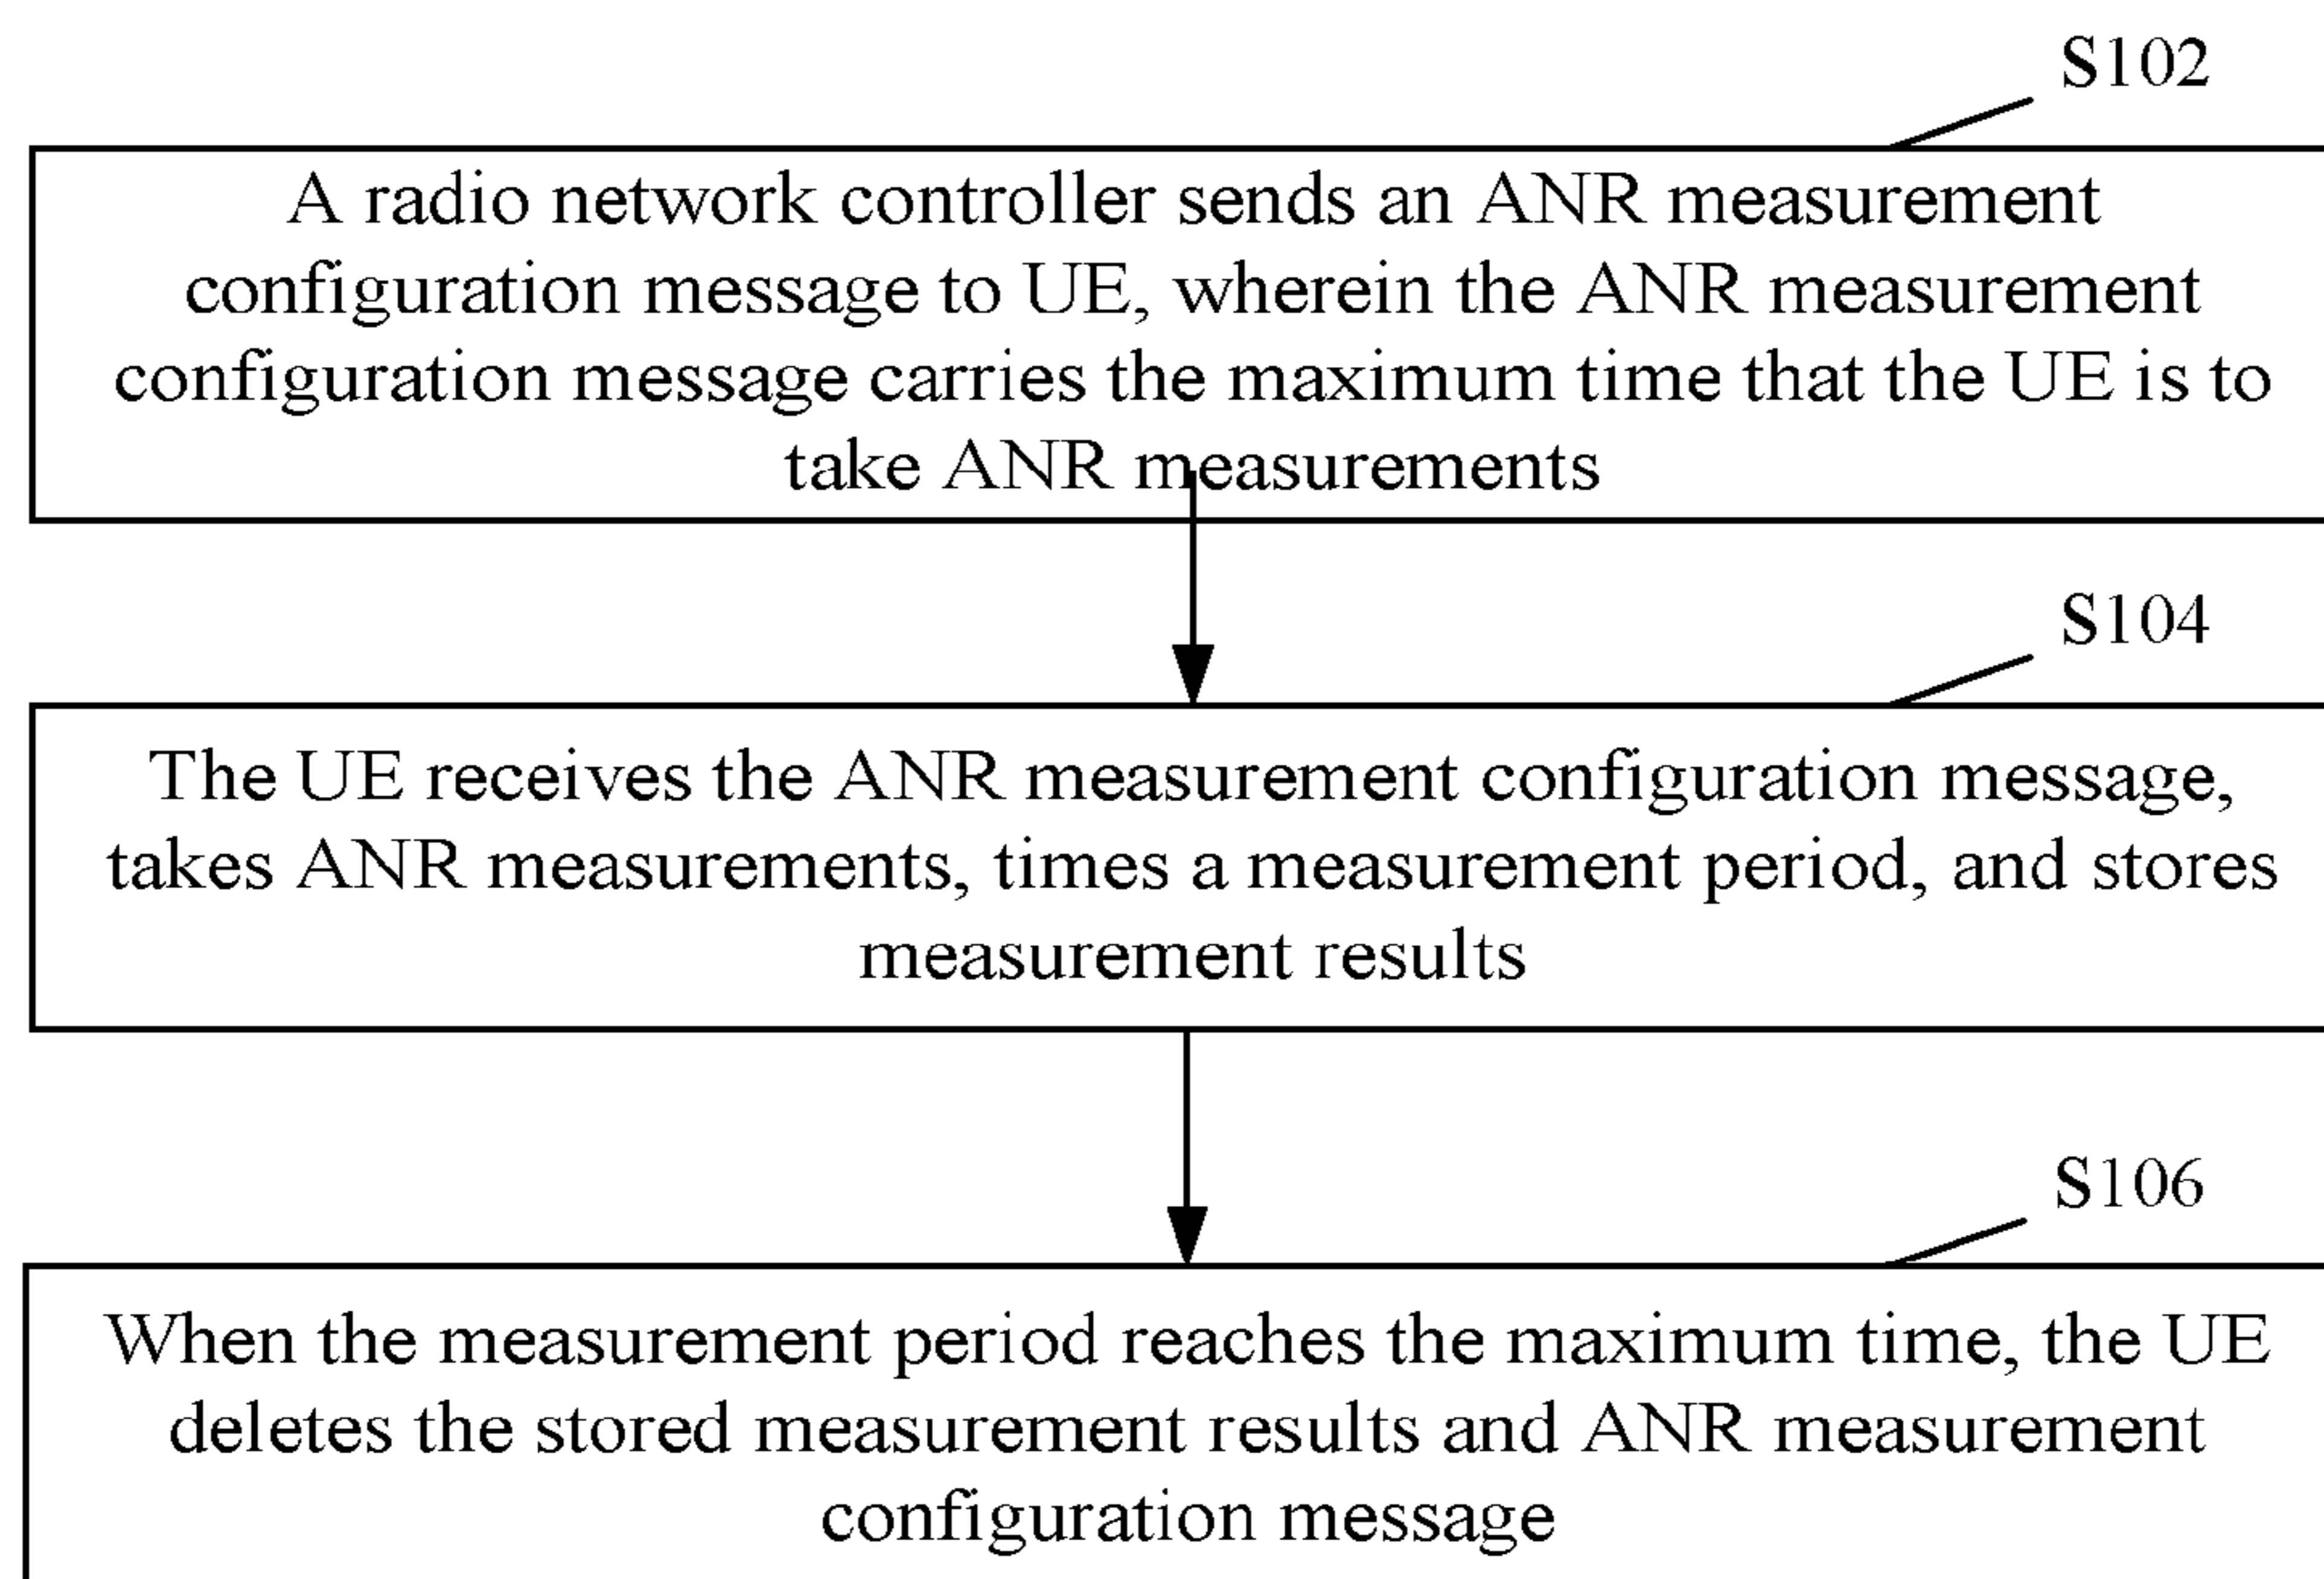 S102
A radio network controller sends an ANR measurement
configuration message to UE, wherein the ANR measurement
configuration message carries the maximum time that the UE is to
take ANR measurements
S104
The UE receives the ANR measurement configuration message,
takes ANR measurements, times a measurement period, and stores
measurement results
S106
When the measurement period reaches the maximum time, the UE
deletes the stored measurement results and ANR measurement
configuration message